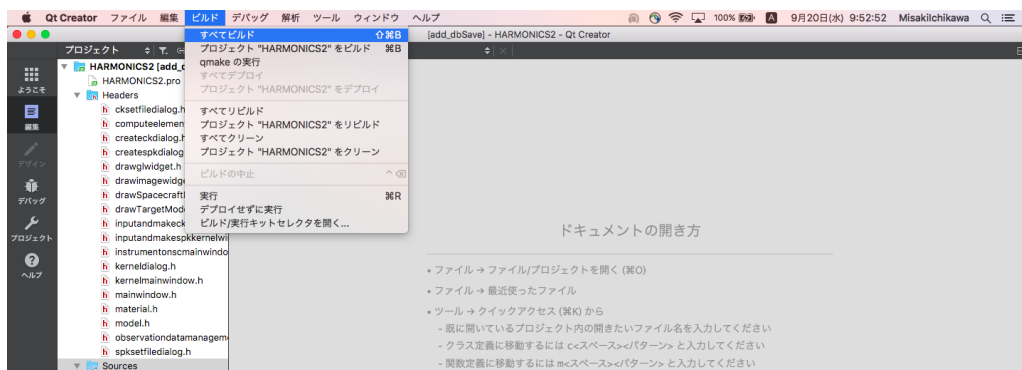 Qt Creator ファイル 編集 ビルド デバッグ 解析 ツール ウィンドウ ヘルプ 100% A 9月20日(水) 9:52:52 MisakiIchikawa
[add_dbSave] - HARMONICS2 - Qt Creator
プロジェクト
ようこそ
編集
デザイン
デバッグ
プロジェクト
ヘルプ
HARMONICS2 [add_d
HARMONICS2.pro
Headers
cksetfiledialog.h
computeelemen
createckdialog.h
createspkdialog
drawglwidget.h
drawimagewidge
drawSpacecraftl
drawTargetMod
inputandmakeck
inputandmakespkkernelwi
instrumentonscmainwindo
kerneldialog.h
kernelmainwindow.h
mainwindow.h
material.h
model.h
observationdatamanagem
spksetfiledialog.h
Sources
すべてビルド ⇧⌘B
プロジェクト "HARMONICS2" をビルド ⌘B
qmake の実行
すべてデプロイ
プロジェクト "HARMONICS2" をデプロイ
すべてリビルド
プロジェクト "HARMONICS2" をリビルド
すべてクリーン
プロジェクト "HARMONICS2" をクリーン
ビルドの中止 ^⌫
実行 ⌘R
デプロイせずに実行
ビルド/実行キットセレクタを開く...
ドキュメントの開き方
• ファイル → ファイル/プロジェクトを開く (⌘O)
• ファイル → 最近使ったファイル
• ツール → クイックアクセス (⌘K) から
- 既に開いているプロジェクト内の開きたいファイル名を入力してください
- クラス定義に移動するには c<スペース><パターン> と入力してください
- 関数定義に移動するには m<スペース><パターン> と入力してください